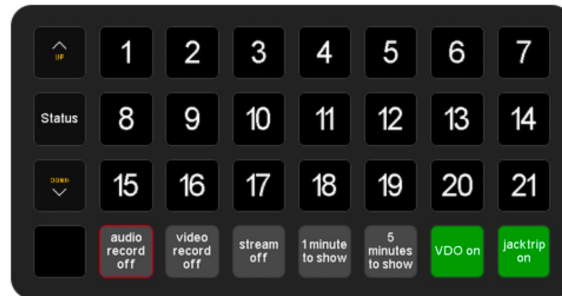 UP 1 2 3 4 5 6 7
Status 8 9 10 11 12 13 14
DOWN 15 16 17 18 19 20 21
audio
record
off
video
record
off
stream
off
1 minute
to show
5
minutes
to show
VDO on
jacktrip
on